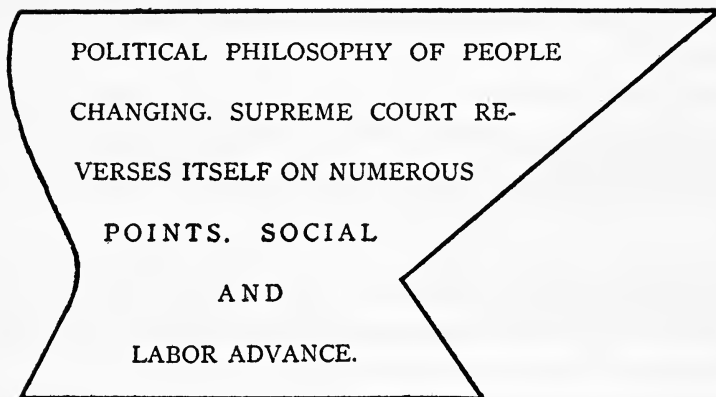 POLITICAL PHILOSOPHY OF PEOPLE
CHANGING. SUPREME COURT RE-
VERSES ITSELF ON NUMEROUS
POINTS. SOCIAL
AND
LABOR ADVANCE.